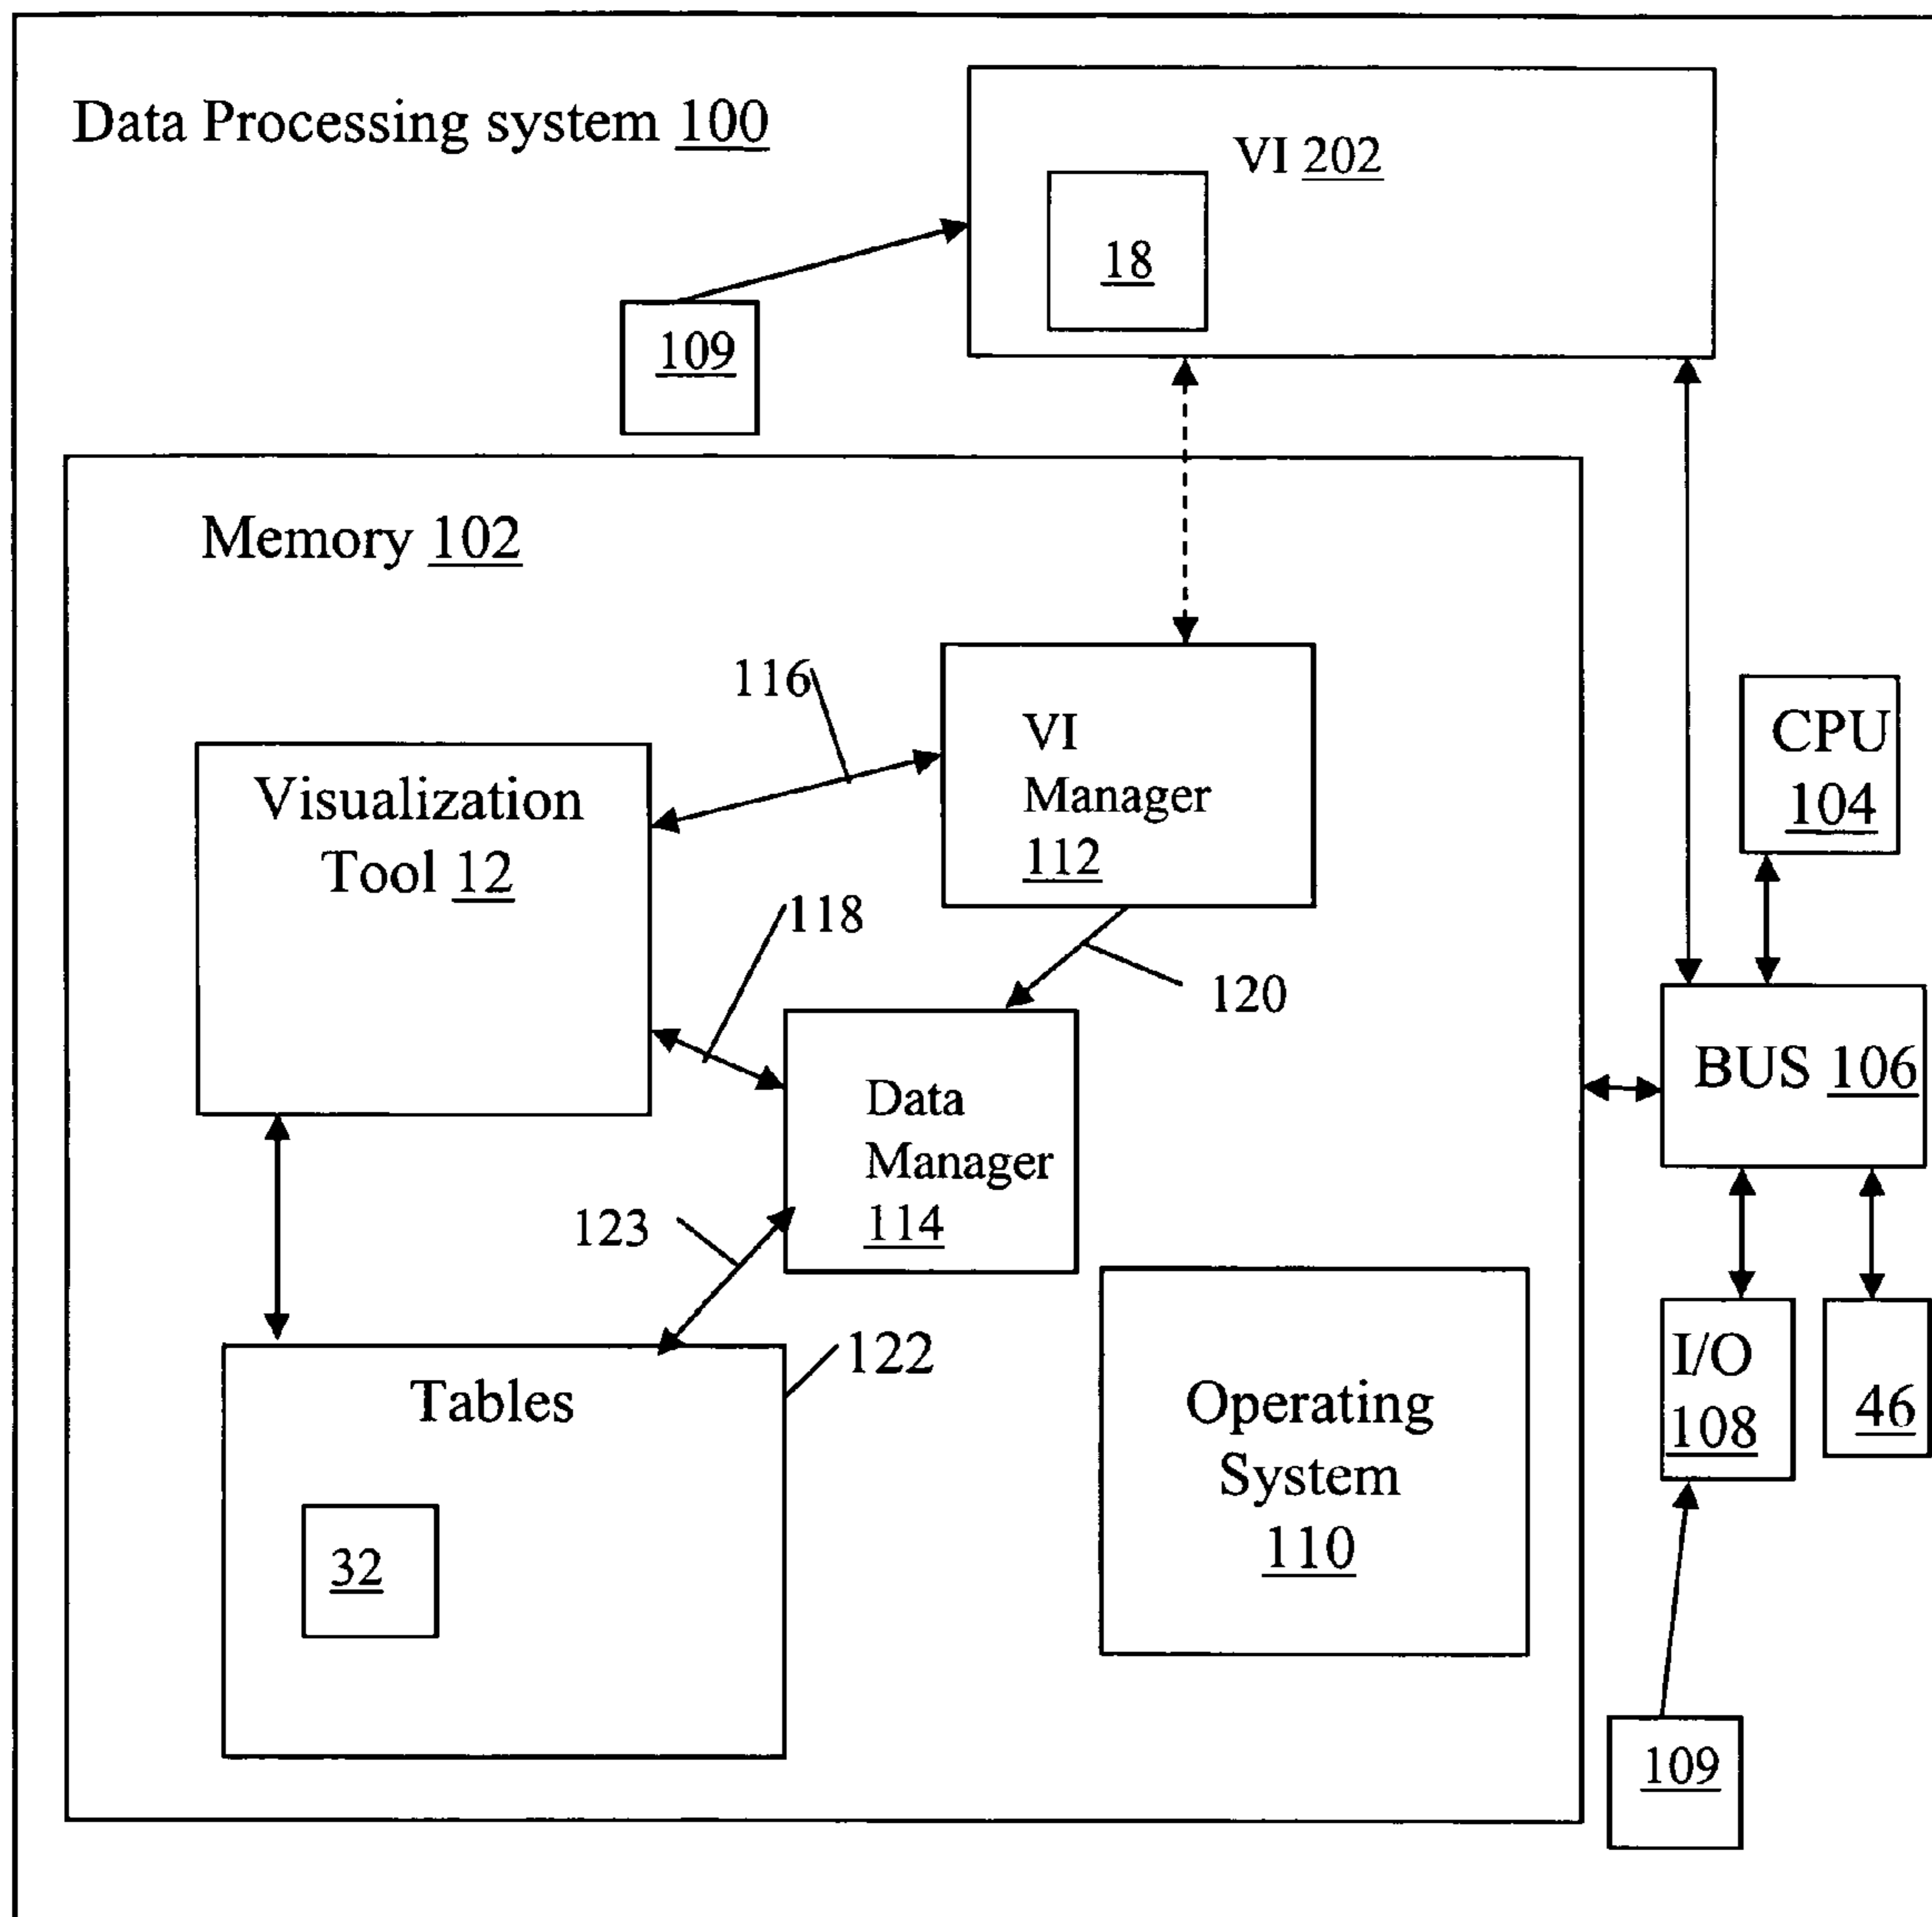 Data Processing system 100
VI 202
18
109
Memory 102
116
VI
Manager
112
CPU
104
Visualization
Tool 12
118
120
BUS 106
Data
Manager
114
123
122
Tables
32
Operating
System
110
I/O
108
46
109